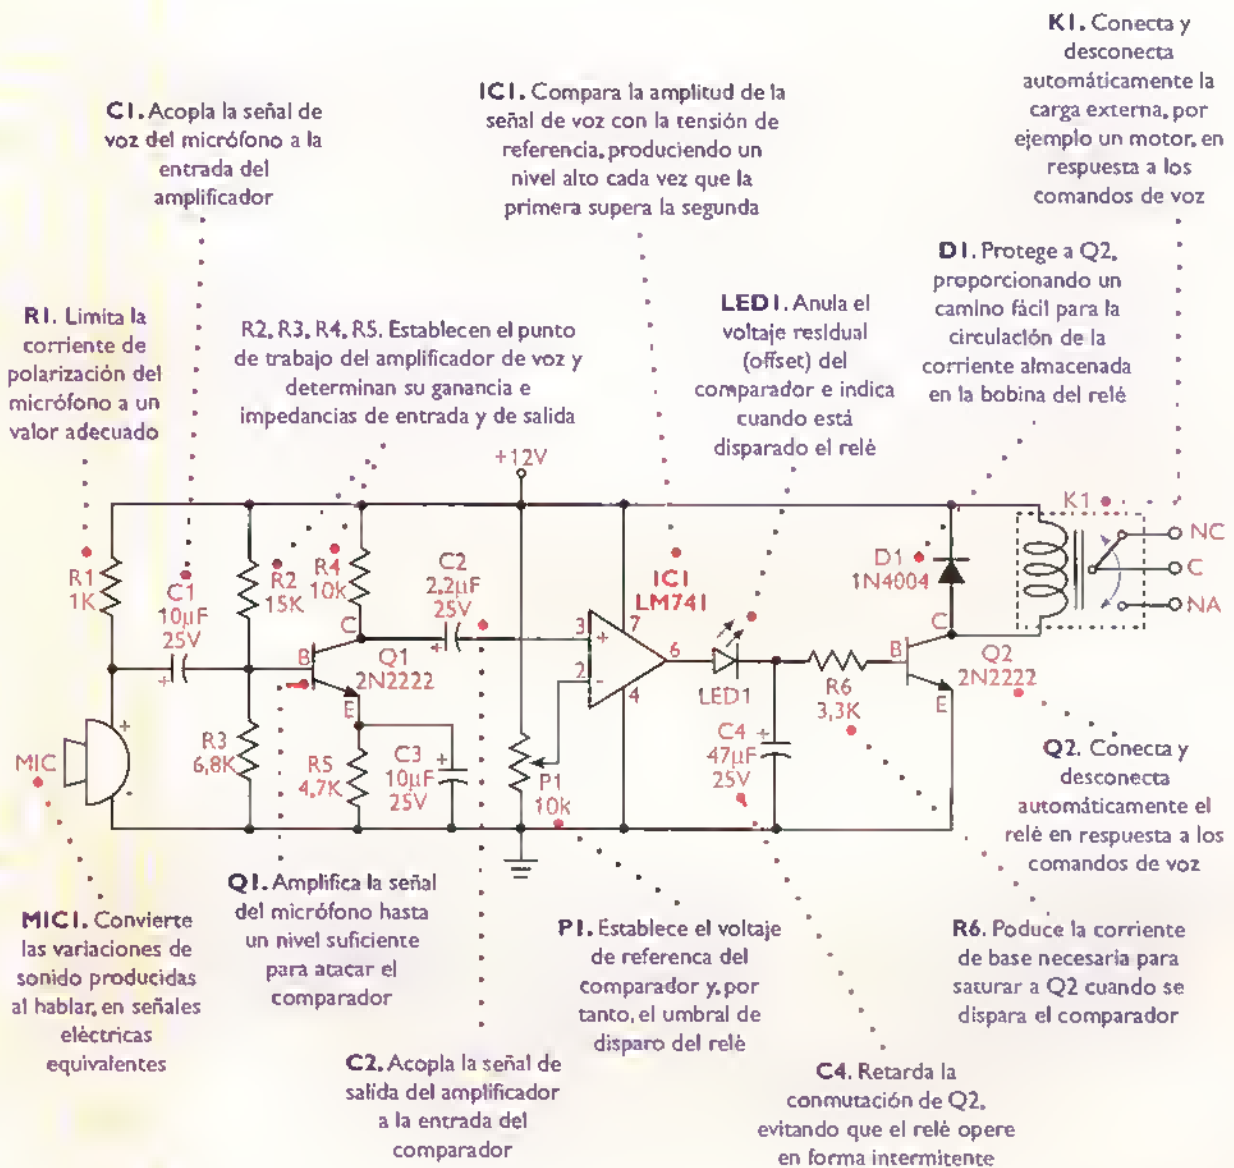 K1. Conecta y
desconecta
automáticamente la
carga externa, por
ejemplo un motor, en
respuesta a los
comandos de voz
IC1. Compara la amplitud de la
señal de voz con la tensión de
referencia, produciendo un
nivel alto cada vez que la
primera supera la segunda
C1. Acopla la señal de
voz del micrófono a la
entrada del
amplificador
D1. Protege a Q2,
proporcionando un
camino fácil para la
circulación de la
corriente almacenada
en la bobina del relé
LED1. Anula el
voltaje residual
(offset) del
comparador e indica
cuando está
disparado el relé
R1. Limita la
corriente de
polarización del
micrófono a un
valor adecuado
R2, R3, R4, R5. Establecen el punto
de trabajo del amplificador de voz y
determinan su ganancia e
impedancias de entrada y de salida
+12V
K1
NC
C
NA
R1
1K
C1
10µF
25V
+
R2
15K
R4
10k
C2
2,2µF
25V
+
IC1
LM741
3
+
7
2
-
6
4
D1
1N4004
C
B
E
Q1
2N2222
LED1
R6
3,3K
C
B
E
Q2
2N2222
MIC
+
-
R3
6,8K
R5
4,7K
C3
10µF
25V
+
P1
10k
C4
47µF
25V
+
Q2. Conecta y
desconecta
automáticamente el
relé en respuesta a los
comandos de voz
MIC1. Convierte
las variaciones de
sonido producidas
al hablar, en señales
eléctricas
equivalentes
Q1. Amplifica la señal
del micrófono hasta
un nivel suficiente
para atacar el
comparador
P1. Establece el voltaje
de referenca del
comparador y, por
tanto, el umbral de
disparo del relé
R6. Poduce la corriente
de base necesaria para
saturar a Q2 cuando se
dispara el comparador
C2. Acopla la señal de
salida del amplificador
a la entrada del
comparador
C4. Retarda la
conmutación de Q2,
evitando que el relé opere
en forma intermitente